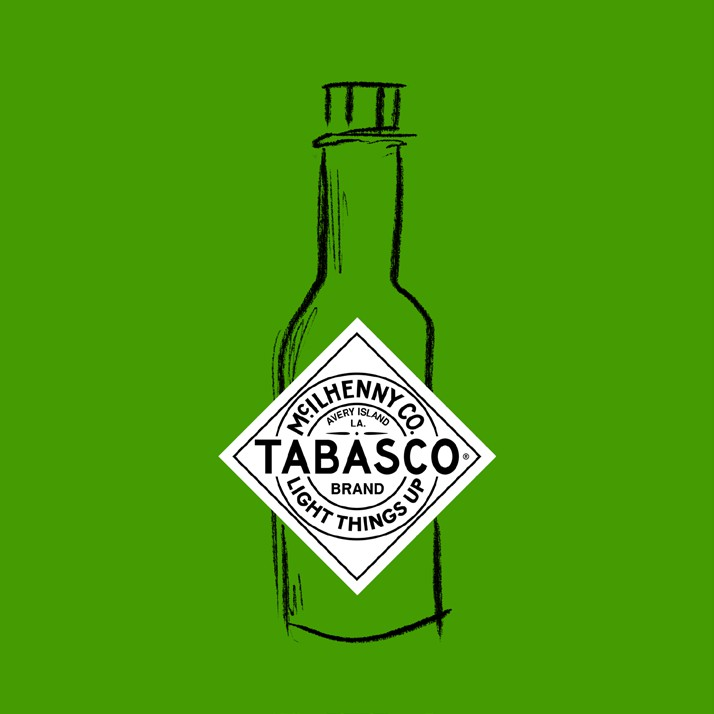 McILHENNY CO.
AVERY ISLAND
LA.
TABASCO®
BRAND
LIGHT THINGS UP